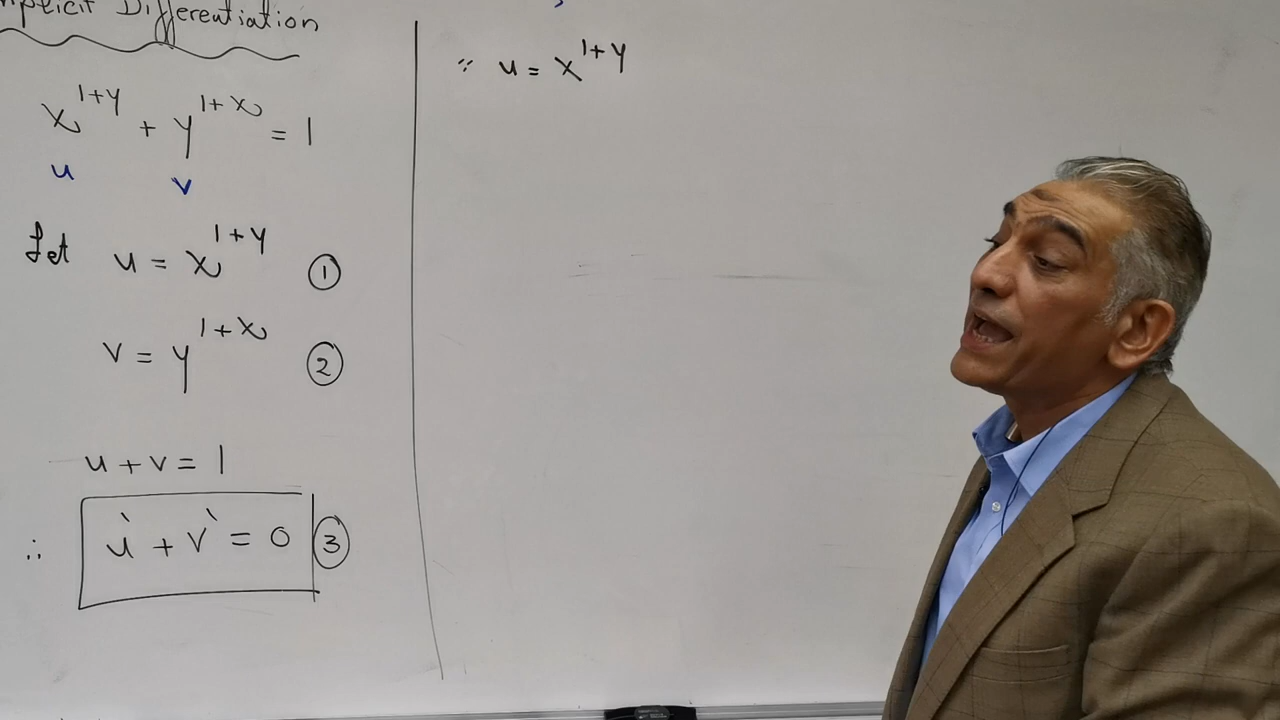 Implicit Differentiation
x^{1+y} + y^{1+x} = 1
u v
Let u = x^{1+y} ①
v = y^{1+x} ②
u + v = 1
∴ u` + v` = 0 ③
∵ u = x^{1+y}